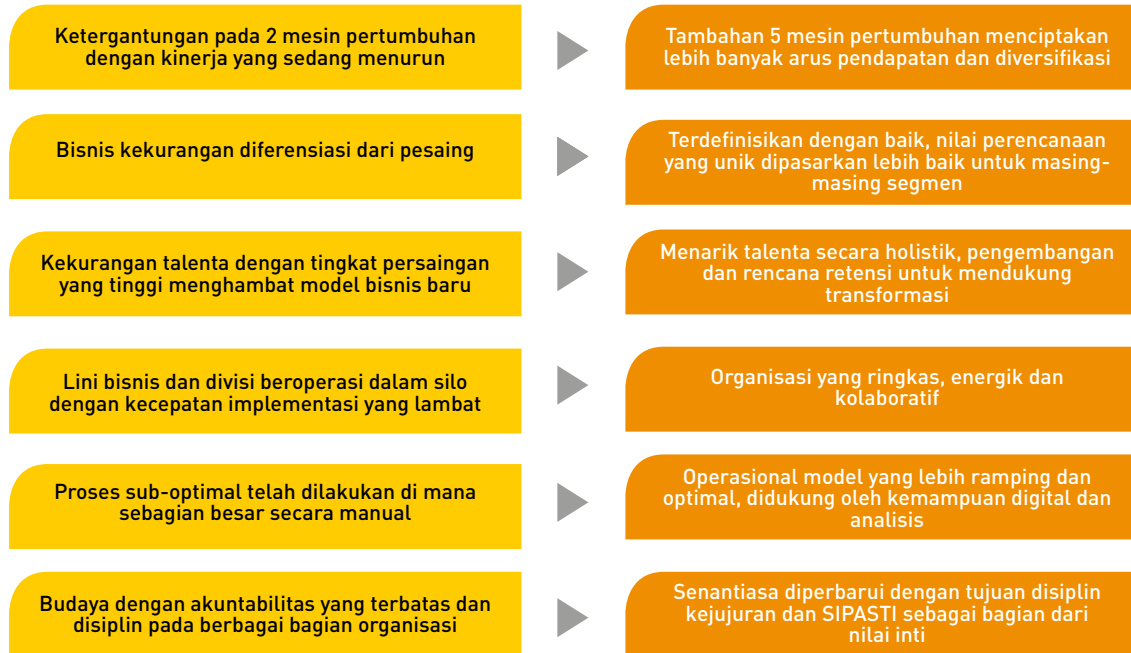 Ketergantungan pada 2 mesin pertumbuhan
dengan kinerja yang sedang menurun
Tambahan 5 mesin pertumbuhan menciptakan
lebih banyak arus pendapatan dan diversifikasi
Bisnis kekurangan diferensiasi dari pesaing
Terdefinisikan dengan baik, nilai perencanaan
yang unik dipasarkan lebih baik untuk masing-
masing segmen
Kekurangan talenta dengan tingkat persaingan
yang tinggi menghambat model bisnis baru
Menarik talenta secara holistik, pengembangan
dan rencana retensi untuk mendukung
transformasi
Lini bisnis dan divisi beroperasi dalam silo
dengan kecepatan implementasi yang lambat
Organisasi yang ringkas, energik dan
kolaboratif
Proses sub-optimal telah dilakukan di mana
sebagian besar secara manual
Operasional model yang lebih ramping dan
optimal, didukung oleh kemampuan digital dan
analisis
Budaya dengan akuntabilitas yang terbatas dan
disiplin pada berbagai bagian organisasi
Senantiasa diperbarui dengan tujuan disiplin
kejujuran dan SIPASTI sebagai bagian dari
nilai inti